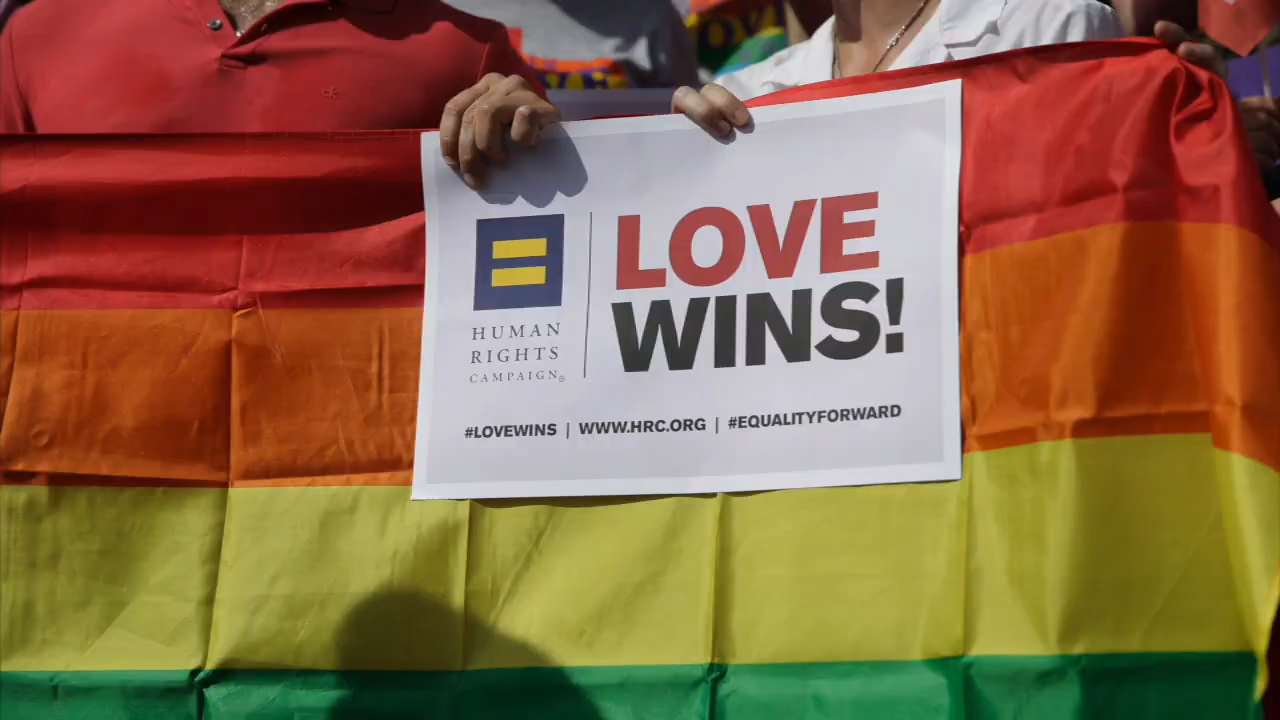 LOVE
WINS!
HUMAN
RIGHTS
CAMPAIGN®
#LOVEWINS | WWW.HRC.ORG | #EQUALITYFORWARD